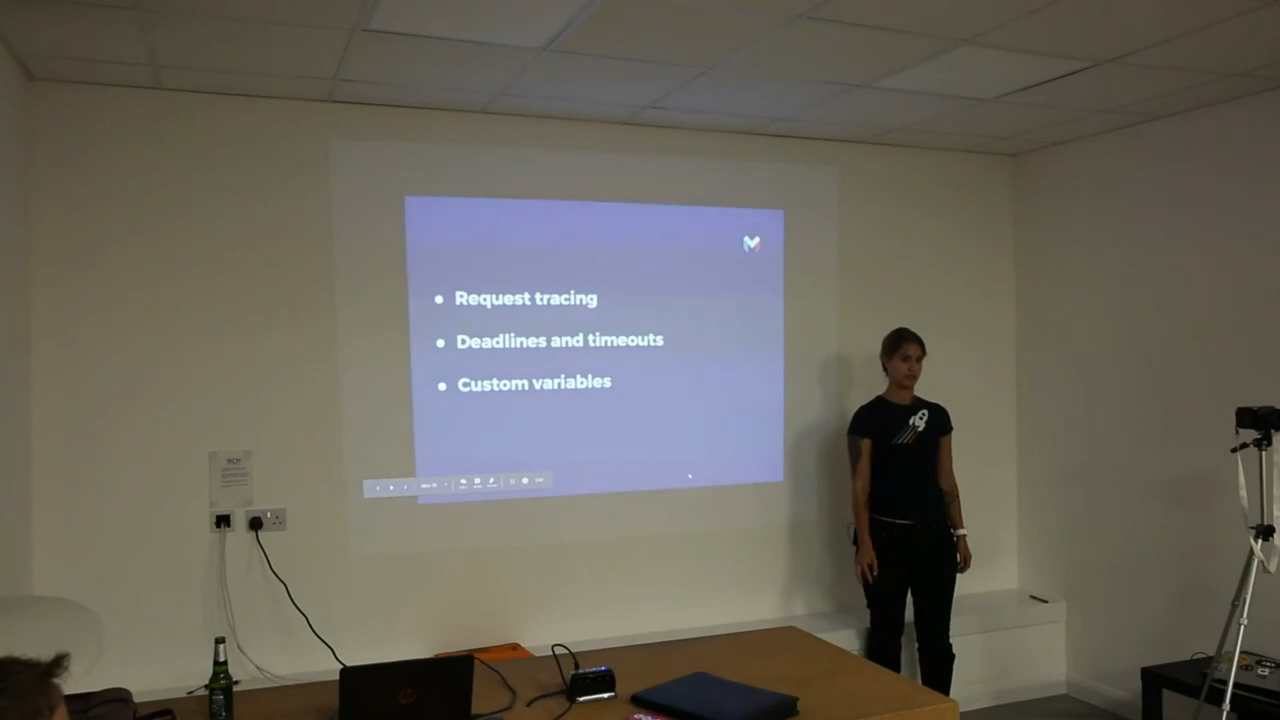 Request tracing
Deadlines and timeouts
Custom variables